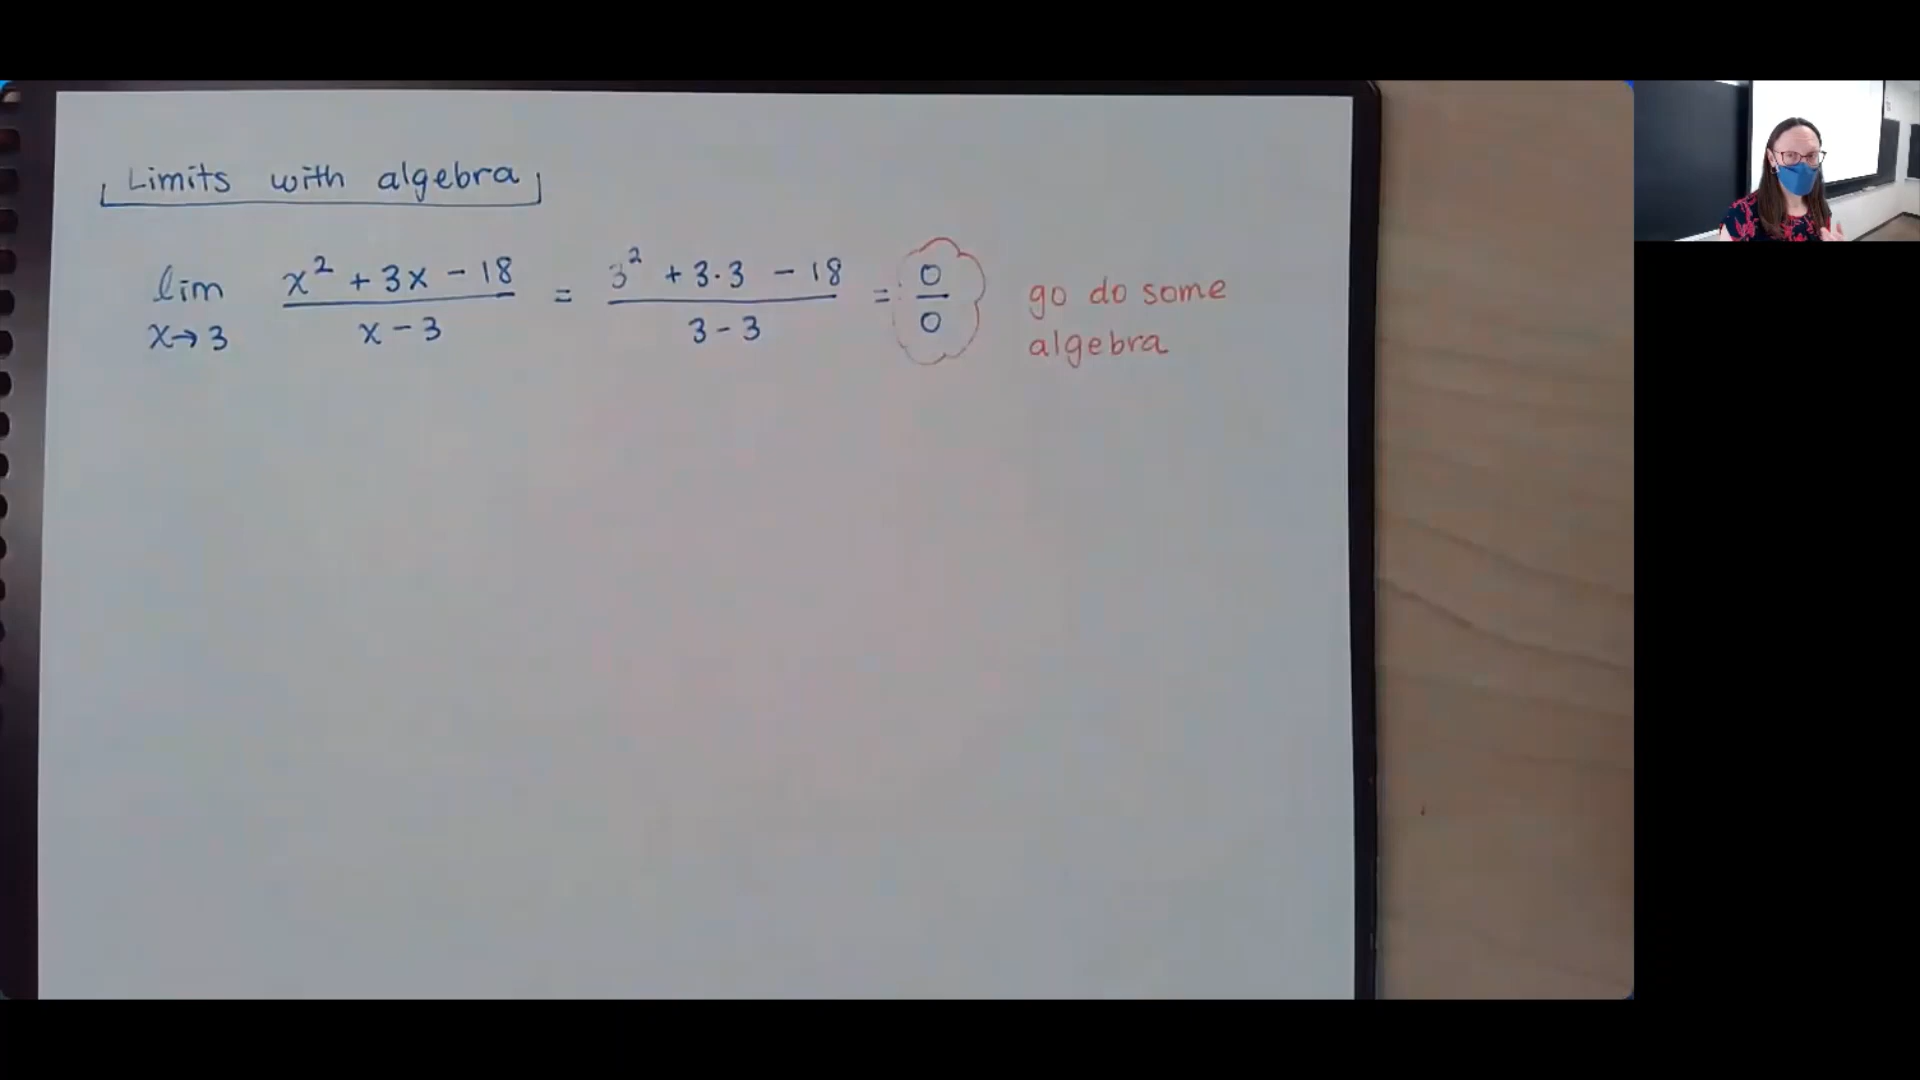 Limits with algebra
lim x→3 x² + 3x - 18 / x - 3 = 3² + 3·3 - 18 / 3 - 3 = 0/0 go do some
algebra